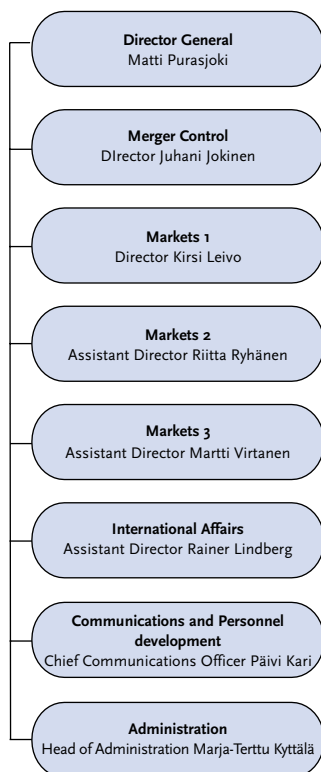 Director General
Matti Purasjoki
Merger Control
DIrector Juhani Jokinen
Markets 1
Director Kirsi Leivo
Markets 2
Assistant Director Riitta Ryhänen
Markets 3
Assistant Director Martti Virtanen
International Affairs
Assistant Director Rainer Lindberg
Communications and Personnel
development
Chief Communications Officer Päivi Kari
Administration
Head of Administration Marja-Terttu Kyttälä